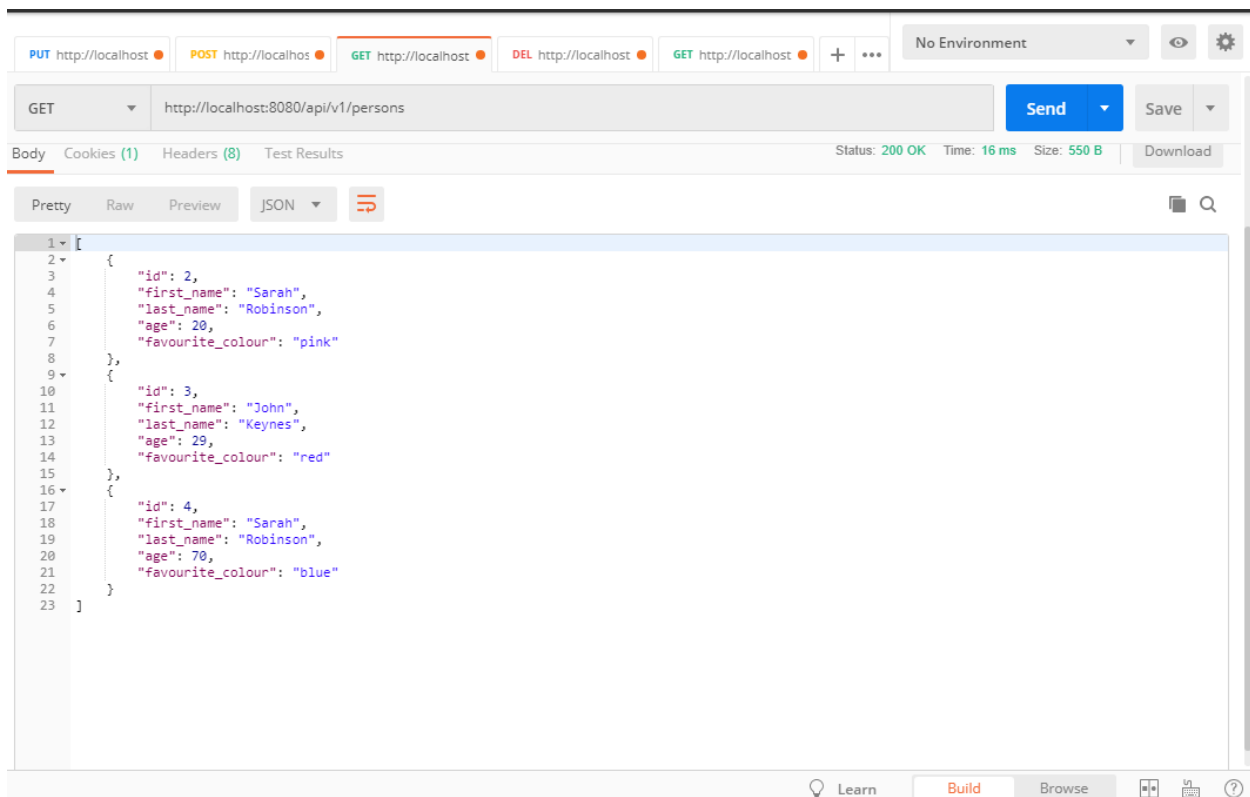 PUT http://localhost POST http://localhos GET http://localhost DEL http://localhost GET http://localhost + ••• No Environment
GET http://localhost:8080/api/v1/persons Send Save
Body Cookies (1) Headers (8) Test Results Status: 200 OK Time: 16 ms Size: 550 B Download
Pretty Raw Preview JSON
1 [
2 {
3 "id": 2,
4 "first_name": "Sarah",
5 "last_name": "Robinson",
6 "age": 20,
7 "favourite_colour": "pink"
8 },
9 {
10 "id": 3,
11 "first_name": "John",
12 "last_name": "Keynes",
13 "age": 29,
14 "favourite_colour": "red"
15 },
16 {
17 "id": 4,
18 "first_name": "Sarah",
19 "last_name": "Robinson",
20 "age": 70,
21 "favourite_colour": "blue"
22 }
23 ]
Learn Build Browse